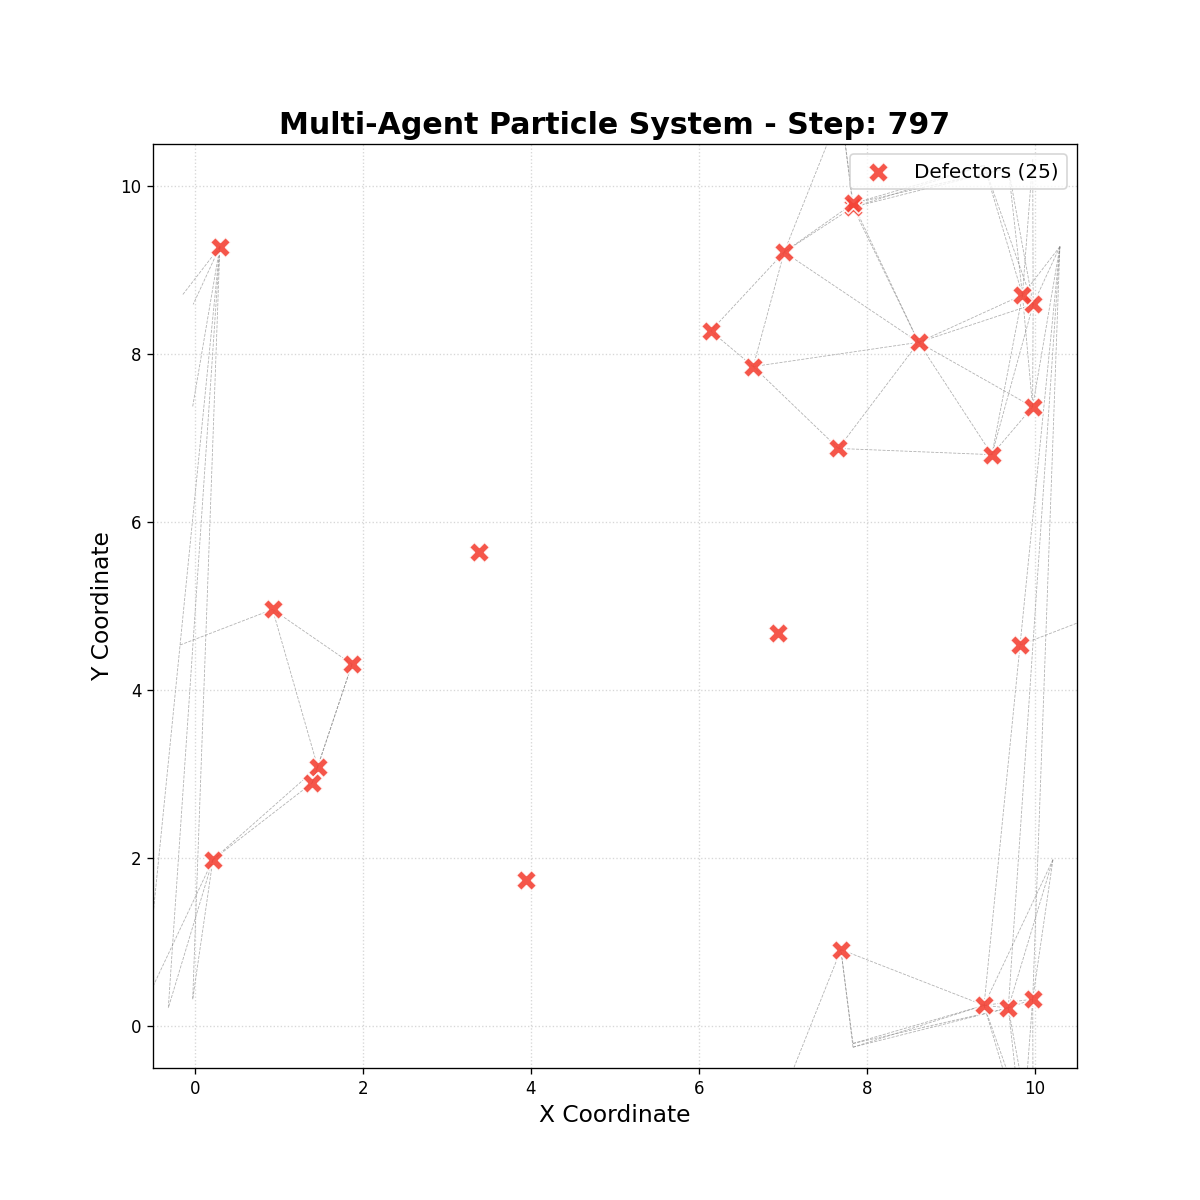 Multi-Agent Particle System - Step: 797
Defectors (25)
10
8
6
4
2
0
Y Coordinate
0 2 4 6 8 10
X Coordinate